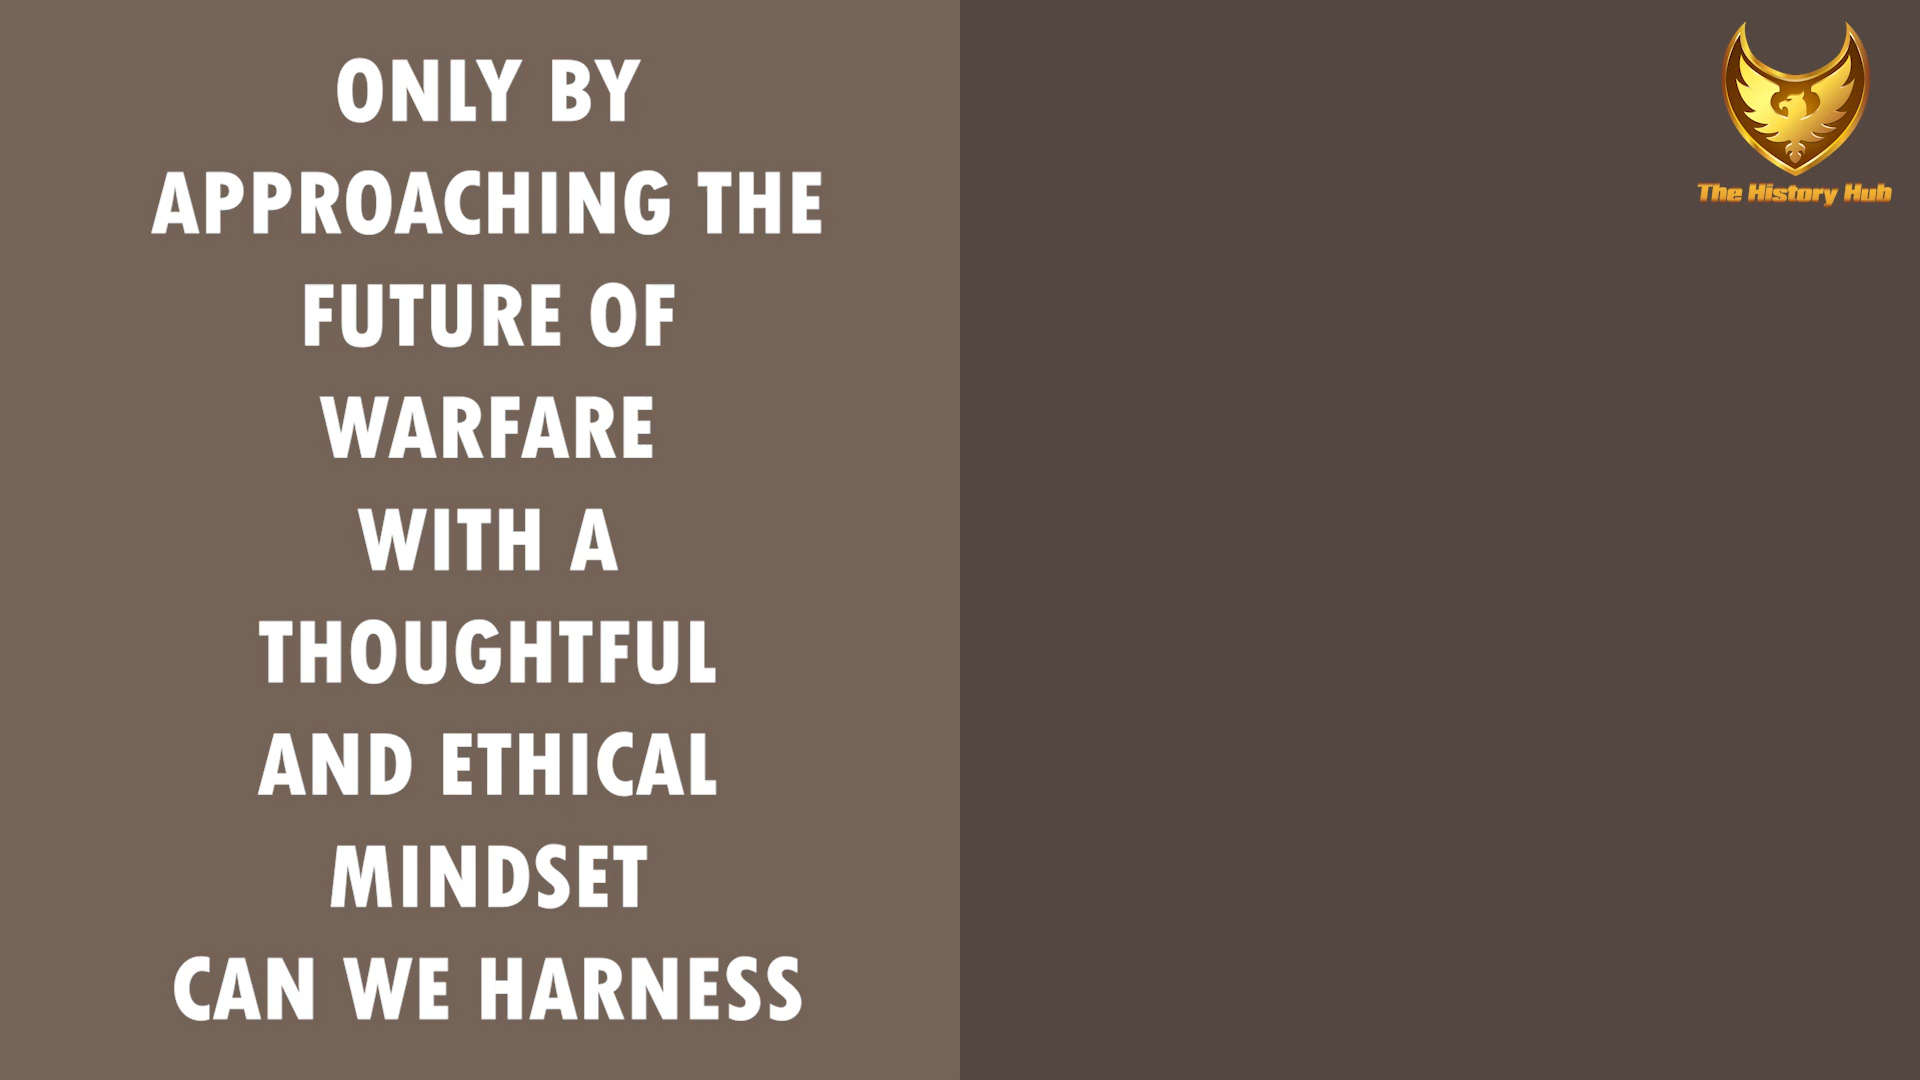 ONLY BY
APPROACHING THE
FUTURE OF
WARFARE
WITH A
THOUGHTFUL
AND ETHICAL
MINDSET
CAN WE HARNESS
The History Hub